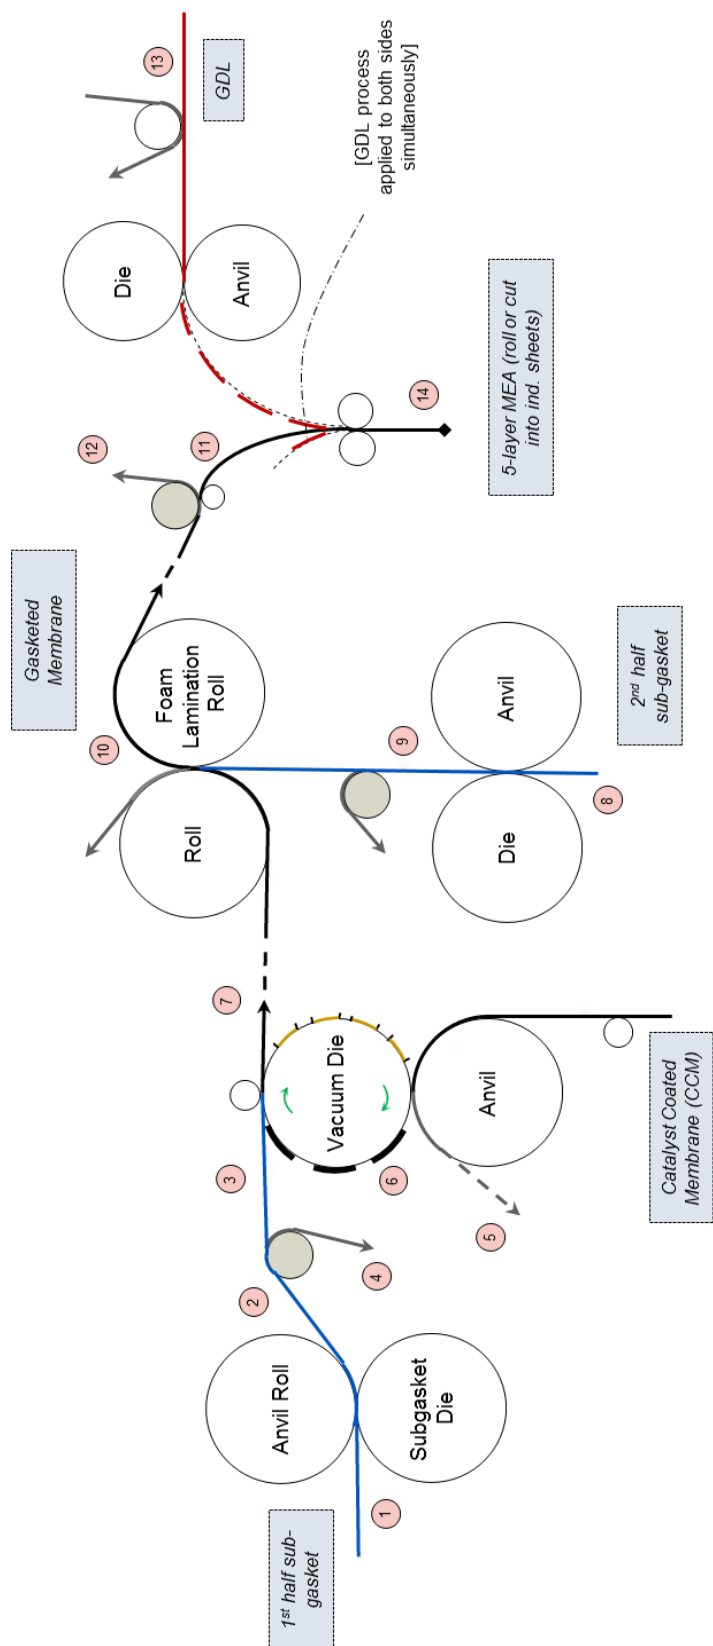 1st half sub-
gasket
1
Anvil Roll
Subgasket
Die
2
4
3
5
6
Vacuum Die
Anvil
Catalyst Coated
Membrane (CCM)
7
Roll
10
Foam
Lamination
Roll
Gasketed
Membrane
Die
Anvil
8
9
2nd half
sub-gasket
12
11
14
5-layer MEA (roll or cut
into ind. sheets)
Die
Anvil
[GDL process
applied to both sides
simultaneously]
13
GDL